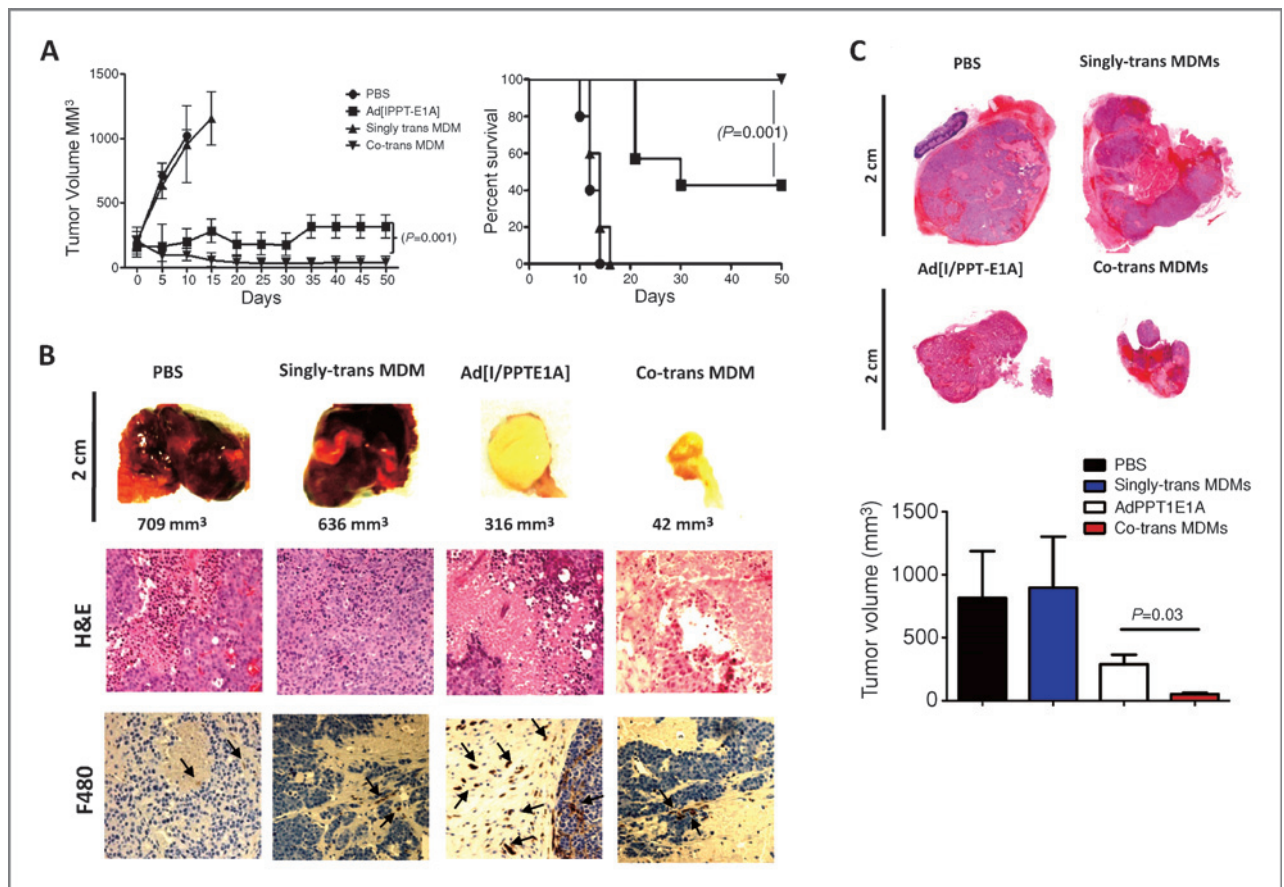 A
Tumor Volume MM³
1500
1000
500
0
0 5 10 15 20 25 30 35 40 45 50
Days
PBS
Ad[IPPT-E1A]
Singly trans MDM
Co-trans MDM
(P=0.001)
Percent survival
100
80
60
40
20
0
0 10 20 30 40 50
Days
(P=0.001)
B
PBS Singly-trans MDM Ad[I/PPTE1A] Co-trans MDM
2 cm
709 mm³ 636 mm³ 316 mm³ 42 mm³
H&E
F480
C
PBS Singly-trans MDMs
2 cm
Ad[I/PPT-E1A] Co-trans MDMs
2 cm
PBS
Singly-trans MDMs
AdPPT1E1A
Co-trans MDMs
Tumor volume (mm³)
1500
1000
500
0
P=0.03